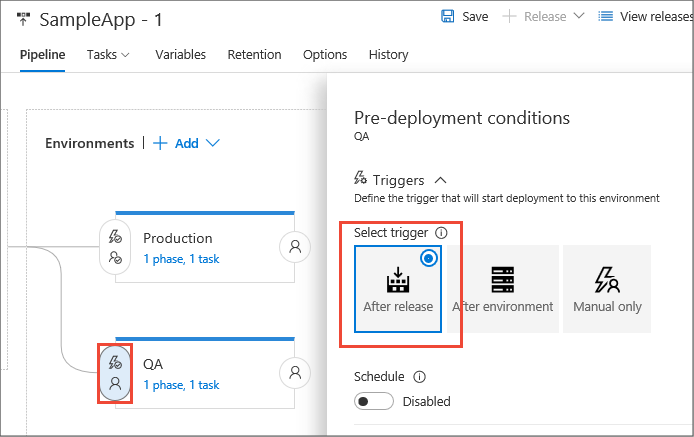 SampleApp - 1
Save
Release
View releases
Pipeline
Tasks
Variables
Retention
Options
History
Environments
Add
Production
1 phase, 1 task
QA
1 phase, 1 task
Pre-deployment conditions
QA
Triggers
Define the trigger that will start deployment to this environment
Select trigger
After release
After environment
Manual only
Schedule
Disabled